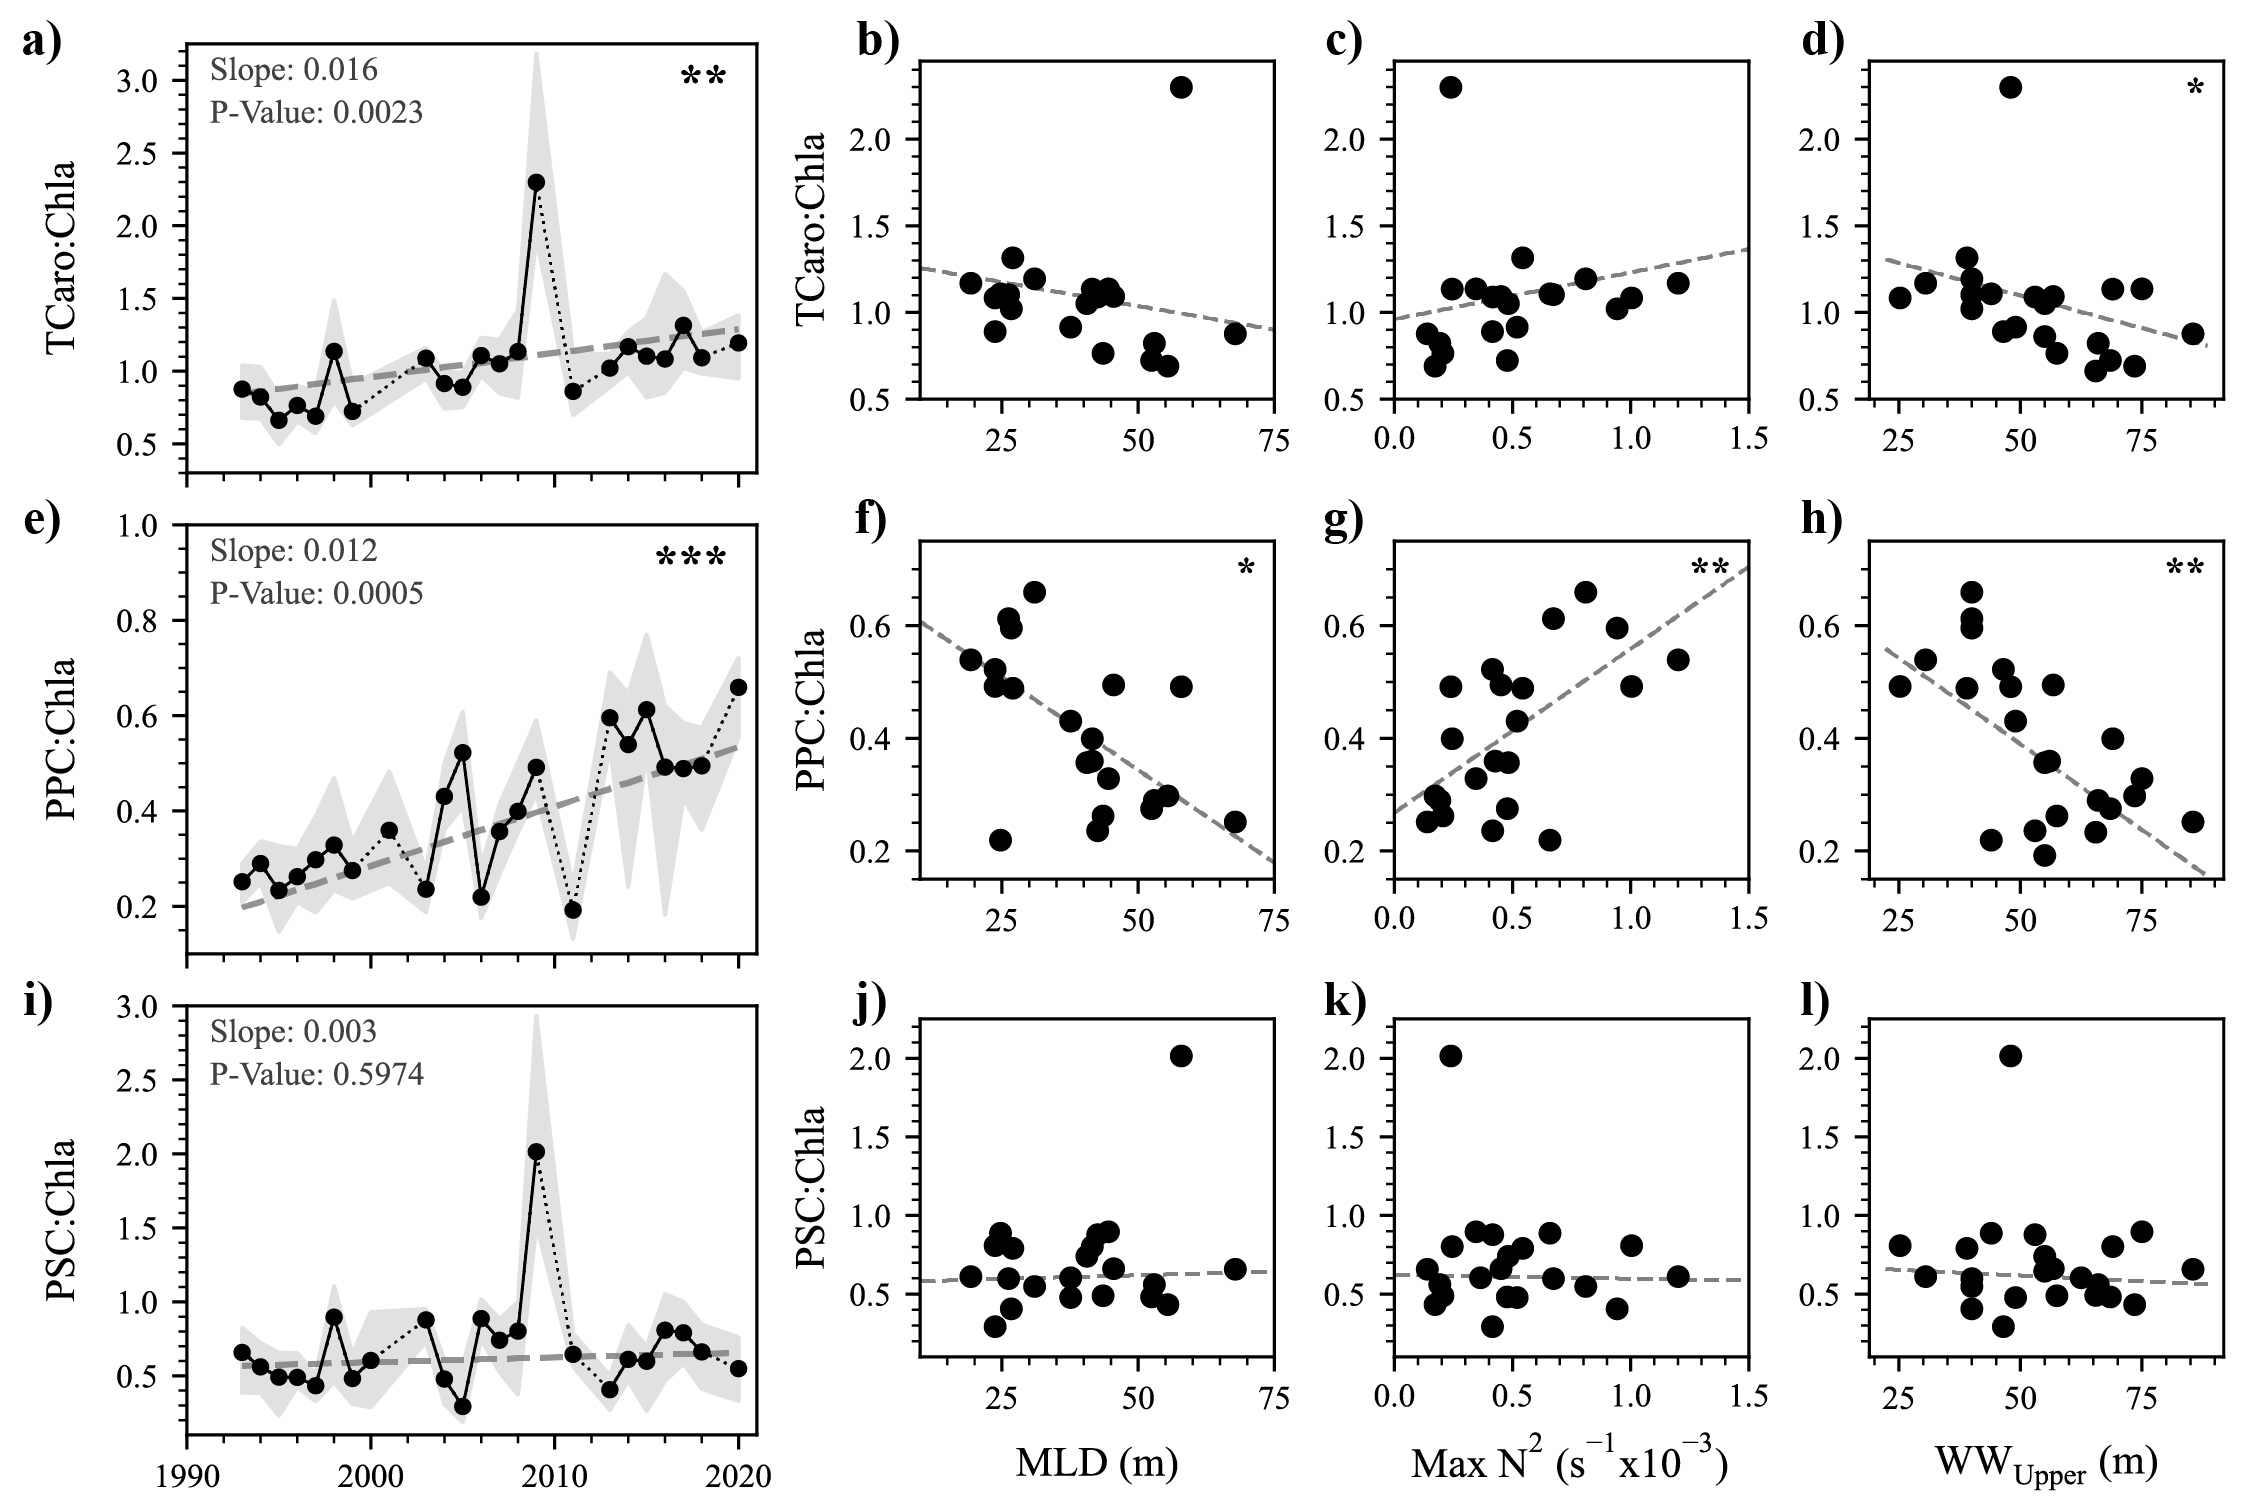 a)
Slope: 0.016
P-Value: 0.0023
**
TCaro:Chla
3.0
2.5
2.0
1.5
1.0
0.5
b)
TCaro:Chla
2.0
1.5
1.0
0.5
25 50 75
c)
2.0
1.5
1.0
0.5
0.0 0.5 1.0 1.5
d)
*
2.0
1.5
1.0
0.5
25 50 75
e)
Slope: 0.012
P-Value: 0.0005
***
PPC:Chla
1.0
0.8
0.6
0.4
0.2
f)
*
PPC:Chla
0.6
0.4
0.2
25 50 75
g)
**
0.6
0.4
0.2
0.0 0.5 1.0 1.5
h)
**
0.6
0.4
0.2
25 50 75
i)
Slope: 0.003
P-Value: 0.5974
PSC:Chla
3.0
2.5
2.0
1.5
1.0
0.5
1990 2000 2010 2020
j)
PSC:Chla
2.0
1.5
1.0
0.5
25 50 75
MLD (m)
k)
2.0
1.5
1.0
0.5
0.0 0.5 1.0 1.5
Max N² (s⁻¹x10⁻³)
l)
2.0
1.5
1.0
0.5
25 50 75
WW_Upper (m)